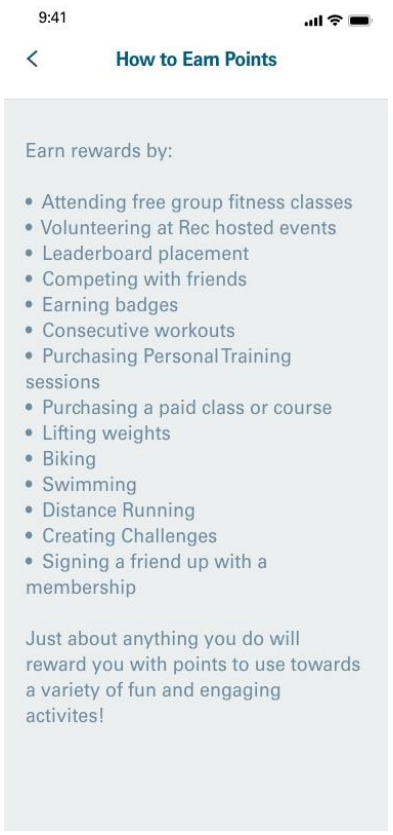 9:41
How to Earn Points
Earn rewards by:
• Attending free group fitness classes
• Volunteering at Rec hosted events
• Leaderboard placement
• Competing with friends
• Earning badges
• Consecutive workouts
• Purchasing Personal Training
sessions
• Purchasing a paid class or course
• Lifting weights
• Biking
• Swimming
• Distance Running
• Creating Challenges
• Signing a friend up with a
membership
Just about anything you do will
reward you with points to use towards
a variety of fun and engaging
activites!